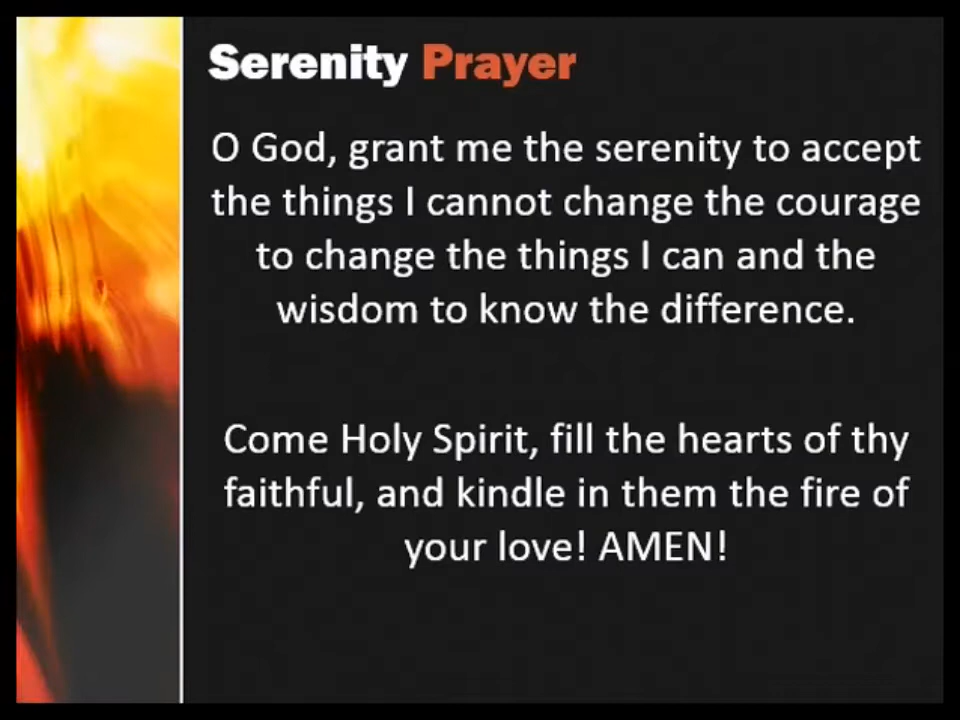 Serenity Prayer
O God, grant me the serenity to accept
the things I cannot change the courage
to change the things I can and the
wisdom to know the difference.
Come Holy Spirit, fill the hearts of thy
faithful, and kindle in them the fire of
your love! AMEN!